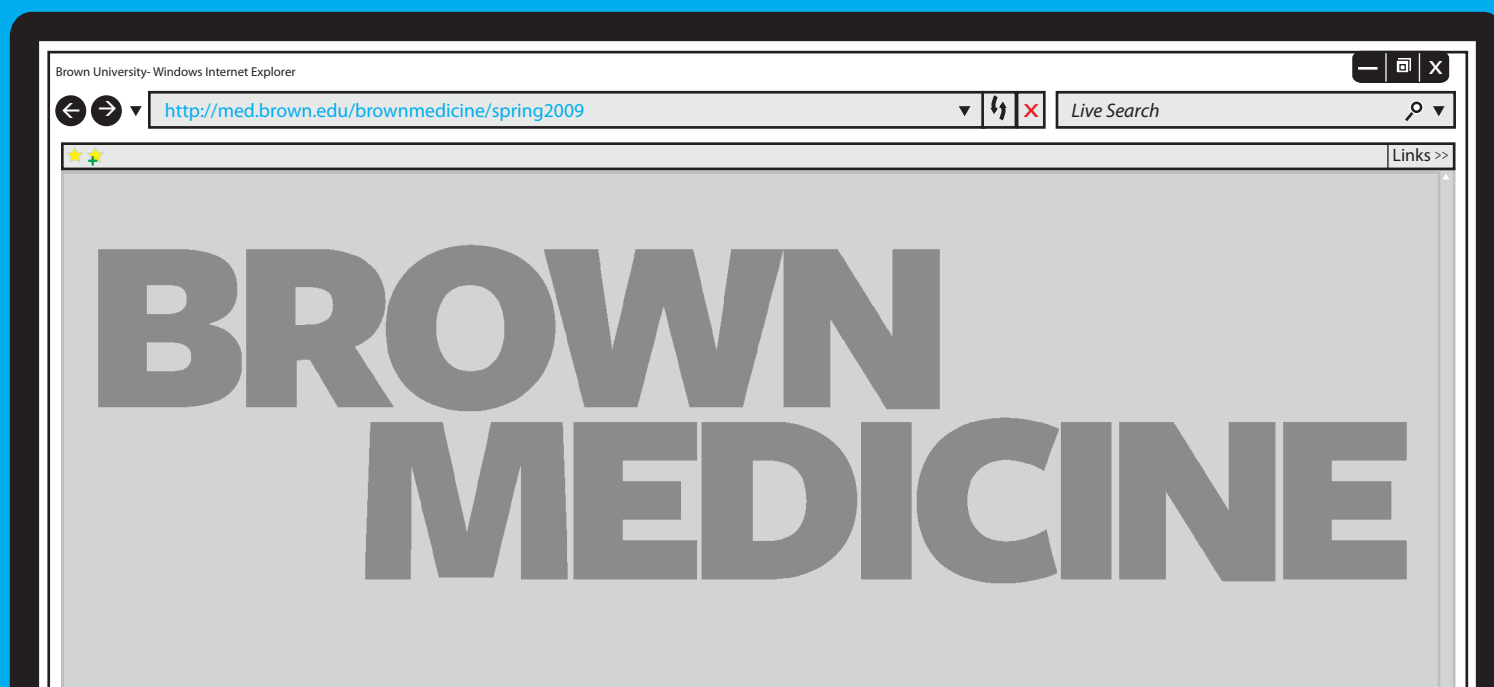 Brown University- Windows Internet Explorer
X
http://med.brown.edu/brownmedicine/spring2009
X
Live Search
Links >>
BROWN
MEDICINE